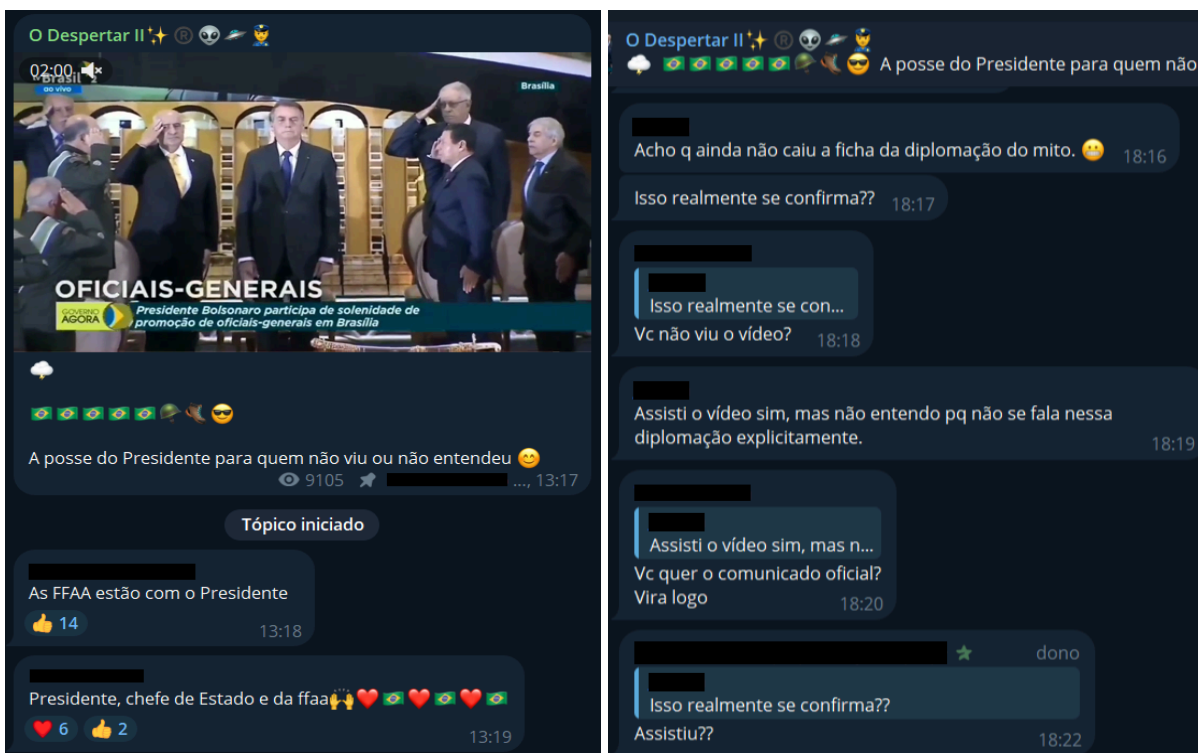 O Despertar II✨ ®️ 👽 🛸 👮
02:00
Brasil
ao vivo
Brasília
OFICIAIS-GENERAIS
GOVERNO
AGORA
Presidente Bolsonaro participa de solenidade de
promoção de oficiais-generais em Brasília
🌩
🇧🇷 🇧🇷 🇧🇷 🇧🇷 🇧🇷 🪖 🦵 😎
A posse do Presidente para quem não viu ou não entendeu 😊
9105 ..., 13:17
Tópico iniciado
As FFAA estão com o Presidente
👍 14
13:18
Presidente, chefe de Estado e da ffaa🙌❤️ 🇧🇷 ❤️ 🇧🇷 ❤️ 🇧🇷
❤️ 6 👍 2
13:19
O Despertar II✨ ®️ 👽 🛸 👮
🌩 🇧🇷 🇧🇷 🇧🇷 🇧🇷 🇧🇷 🪖 🦵 😎 A posse do Presidente para quem não
Acho q ainda não caiu a ficha da diplomação do mito. 😬 18:16
Isso realmente se confirma?? 18:17
Isso realmente se con...
Vc não viu o vídeo? 18:18
Assisti o vídeo sim, mas não entendo pq não se fala nessa
diplomação explicitamente.
18:19
Assisti o vídeo sim, mas n...
Vc quer o comunicado oficial?
Vira logo 18:20
dono
Isso realmente se confirma??
Assistiu?? 18:22